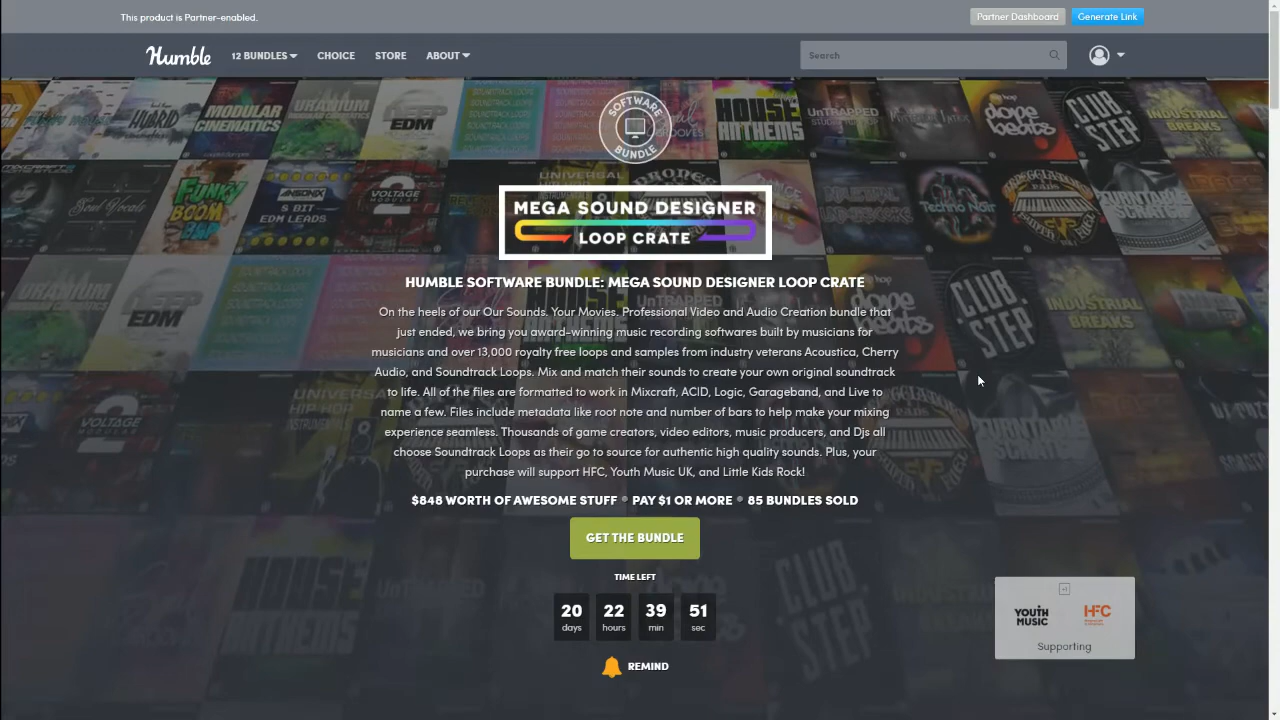 This product is Partner-enabled.
Partner Dashboard
Generate Link
Humble
12 BUNDLES
CHOICE
STORE
ABOUT
Search
MODULAR
CINEMATICS
URANIUM
DEEP
EDM
HOUSE
ANTHEMS
UNTRAPPED
dope
beats
CLUB.
STEP
INDUSTRIAL
BREAKS
SOFTWARE
BUNDLE
Soul Vocals
FUNKY
BOOM
BAP
8 BIT
EDM LEADS
VOLTAGE
MODULAR
2
UNIVERSAL
Techno Noir
TURNTABLE
MEGA SOUND DESIGNER
LOOP CRATE
HUMBLE SOFTWARE BUNDLE: MEGA SOUND DESIGNER LOOP CRATE
On the heels of our Our Sounds. Your Movies. Professional Video and Audio Creation bundle that
just ended, we bring you award-winning music recording softwares built by musicians for
musicians and over 13,000 royalty free loops and samples from industry veterans Acoustica, Cherry
Audio, and Soundtrack Loops. Mix and match their sounds to create your own original soundtrack
to life. All of the files are formatted to work in Mixcraft, ACID, Logic, Garageband, and Live to
name a few. Files include metadata like root note and number of bars to help make your mixing
experience seamless. Thousands of game creators, video editors, music producers, and Djs all
choose Soundtrack Loops as their go to source for authentic high quality sounds. Plus, your
purchase will support HFC, Youth Music UK, and Little Kids Rock!
$848 WORTH OF AWESOME STUFF • PAY $1 OR MORE • 85 BUNDLES SOLD
GET THE BUNDLE
TIME LEFT
20 22 39 51
days hours min sec
REMIND
+1
YOUTH
MUSIC
HFC
Supporting